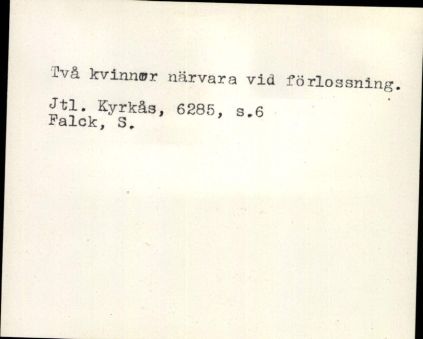 Två kvinnor närvara vid förlossning.
Jtl. Kyrkås, 6285, s.6
Falck, S.